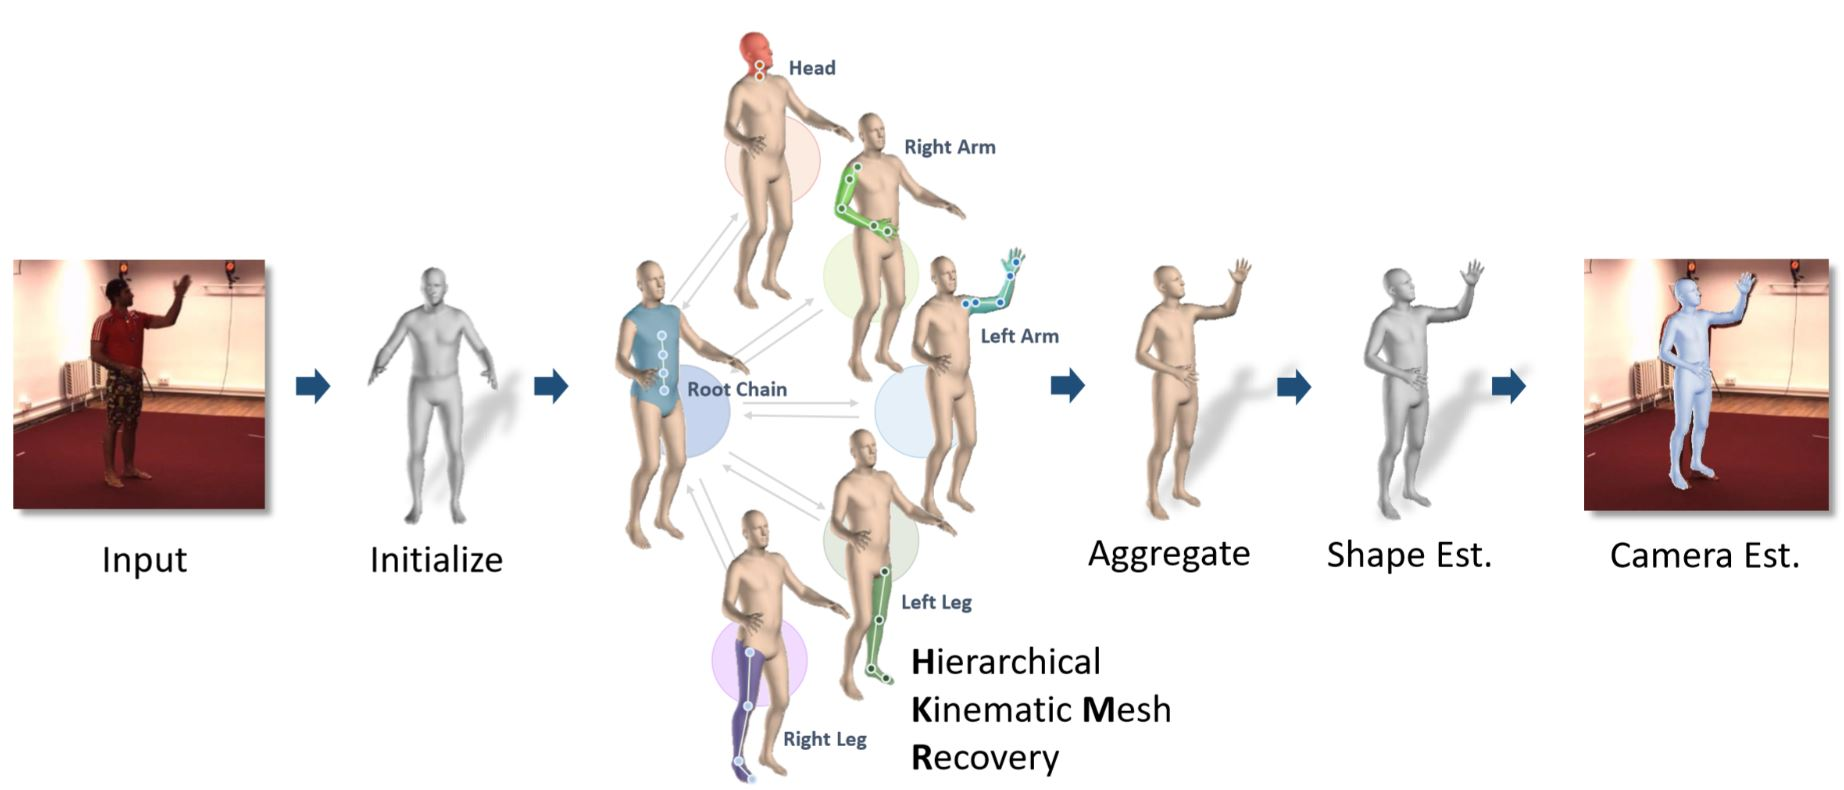 Head
Right Arm
Left Arm
Root Chain
Left Leg
Right Leg
Input
Initialize
Aggregate
Shape Est.
Camera Est.
Hierarchical
Kinematic Mesh
Recovery